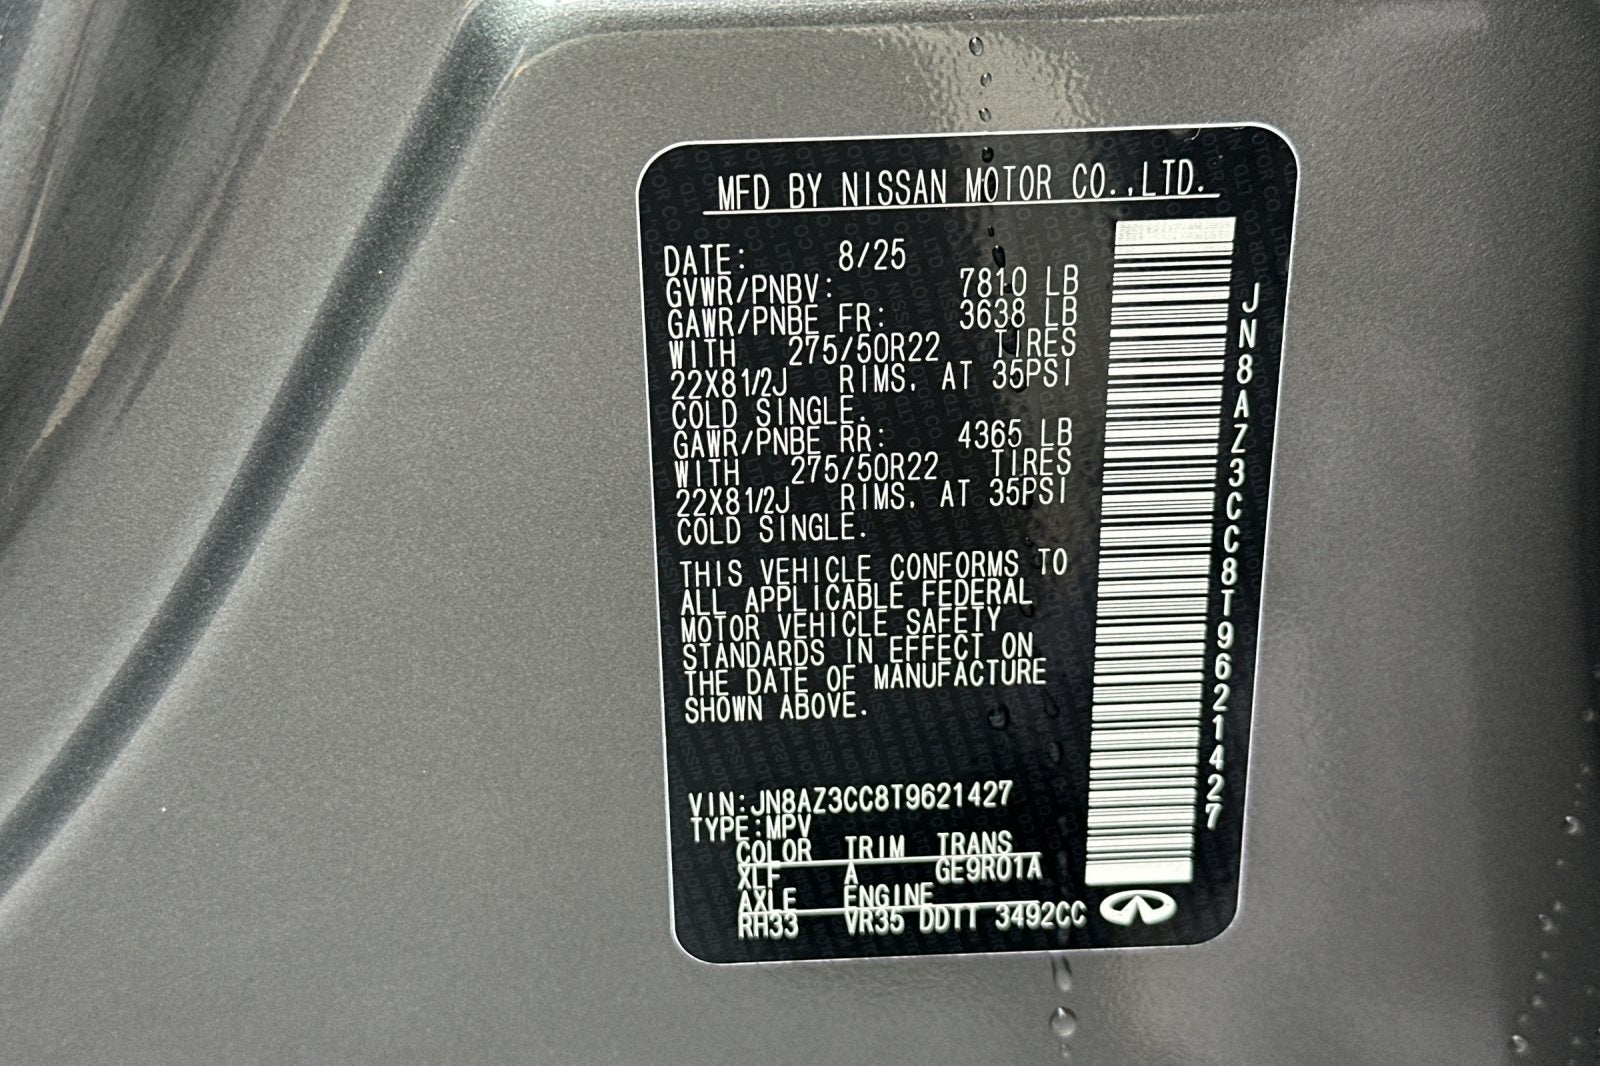 MFD BY NISSAN MOTOR CO.,LTD.
DATE: 8/25
GVWR/PNBV: 7810 LB
GAWR/PNBE FR: 3638 LB
WITH 275/50R22 TIRES
22X81/2J RIMS, AT 35PSI
COLD SINGLE.
GAWR/PNBE RR: 4365 LB
WITH 275/50R22 TIRES
22X81/2J RIMS, AT 35PSI
COLD SINGLE.
THIS VEHICLE CONFORMS TO
ALL APPLICABLE FEDERAL
MOTOR VEHICLE SAFETY
STANDARDS IN EFFECT ON
THE DATE OF MANUFACTURE
SHOWN ABOVE.
VIN:JN8AZ3CC8T9621427
TYPE:MPV
COLOR TRIM TRANS
XLF A GE9R01A
AXLE ENGINE
RH33 VR35 DDTT 3492CC
JN8AZ3CC8T9621427